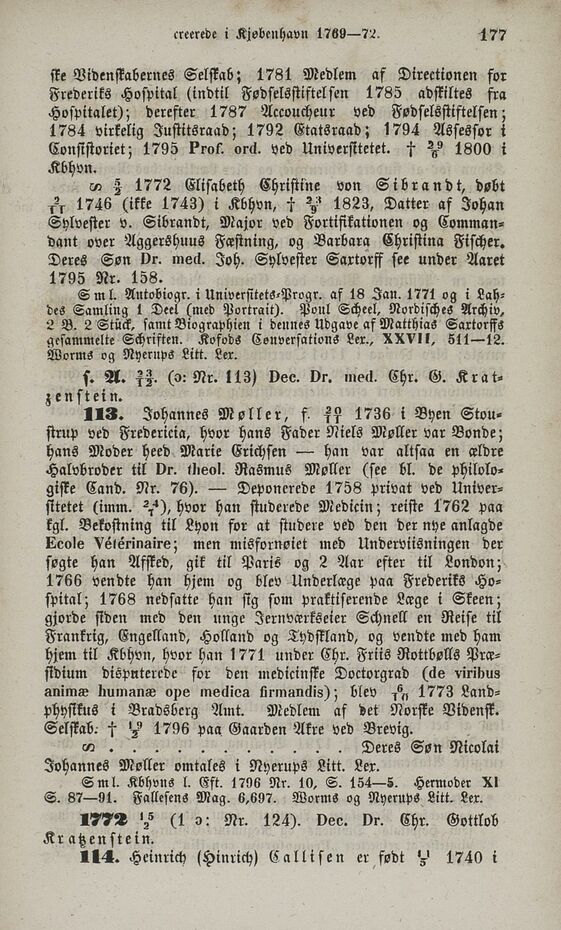 creerede i Kjøbenhavn 1769—72. 177
ske Videnskabernes Selskab; 1781 Medlem af Directionen for
Frederiks Hospital (indtil Fødselsstiftelsen 1785 adskiltes fra
Hospitalet); derefter 1787 Accoucheur ved Fødselsstiftelsen;
1784 virkelig Justitsraad; 1792 Etatsraad; 1794 Assessor i
Consistoriet; 1795 Prof. ord. ved Universitetet. † 29/6 1800 i
Kbhvn.
∞ 5/2 1772 Elisabeth Christine von Sibrandt, døbt
2/11 1746 (ikke 1743) i Kbhvn, † 23/9 1823, Datter af Johan
Sylvester v. Sibrandt, Major ved Fortifikationen og Comman-
dant over Aggershuus Fæstning, og Barbara Christina Fischer.
Deres Søn Dr. med. Joh. Sylvester Saxtorff see under Aaret
1795 Nr. 158.
Sml. Autobiogr. i Universitets-Progr. af 18 Jan. 1771 og i Lah-
des Samling 1 Deel (med Portrait). Poul Scheel, Nordisches Archiv,
2 B. 2 Stück, samt Biographien i dennes Udgave af Matthias Saxtorffs
gesammelte Schriften. Kofods Conversations Lex., XXVII, 511—12.
Worms og Nyerups Litt. Lex.
s. A. 23/12. (ɔ: Nr. 113) Dec. Dr. med. Chr. G. Krat-
zenstein.
113. Johannes Møller, f. 20/11 1736 i Byen Stou-
strup ved Fredericia, hvor hans Fader Niels Møller var Bonde;
hans Moder heed Marie Erichsen — han var altsaa en ældre
Halvbroder til Dr. theol. Rasmus Møller (see bl. de philolo-
giske Cand. Nr. 76). — Deponerede 1758 privat ved Univer-
sitetet (imm. 24/7), hvor han studerede Medicin; reiste 1762 paa
kgl. Bekostning til Lyon for at studere ved den der nye anlagde
Ecole Vétérinaire; men misfornøiet med Underviisningen der
søgte han Afsked, gik til Paris og 2 Aar efter til London;
1766 vendte han hjem og blev Underlæge paa Frederiks Ho-
spital; 1768 nedsatte han sig som praktiserende Læge i Skeen;
gjorde siden med den unge Jernværkseier Schnell en Reise til
Frankrig, Engelland, Holland og Tydskland, og vendte med ham
hjem til Kbhvn, hvor han 1771 under Chr. Friis Rottbølls Præ-
sidium disputerede for den medicinske Doctorgrad (de viribus
animæ humanæ ope medica firmandis); blev 6/10 1773 Land-
physikus i Bradsberg Amt. Medlem af det Norske Vidensk.
Selskab. † 19/2 1796 paa Gaarden Akre ved Brevig.
∞ . . . . . . . . . . . . Deres Søn Nicolai
Johannes Møller omtales i Nyerups Litt. Lex.
Sml. Kbhvns l. Eft. 1796 Nr. 10, S. 154—5. Hermoder XI
S. 87—91. Fallesens Mag. 6,697. Worms og Nyerups Litt. Lex.
1772 15/2 (1 ɔ: Nr. 124). Dec. Dr. Chr. Gottlob
Kratzenstein.
114. Heinrich (Hinrich) Callisen er født 11/5 1740 i